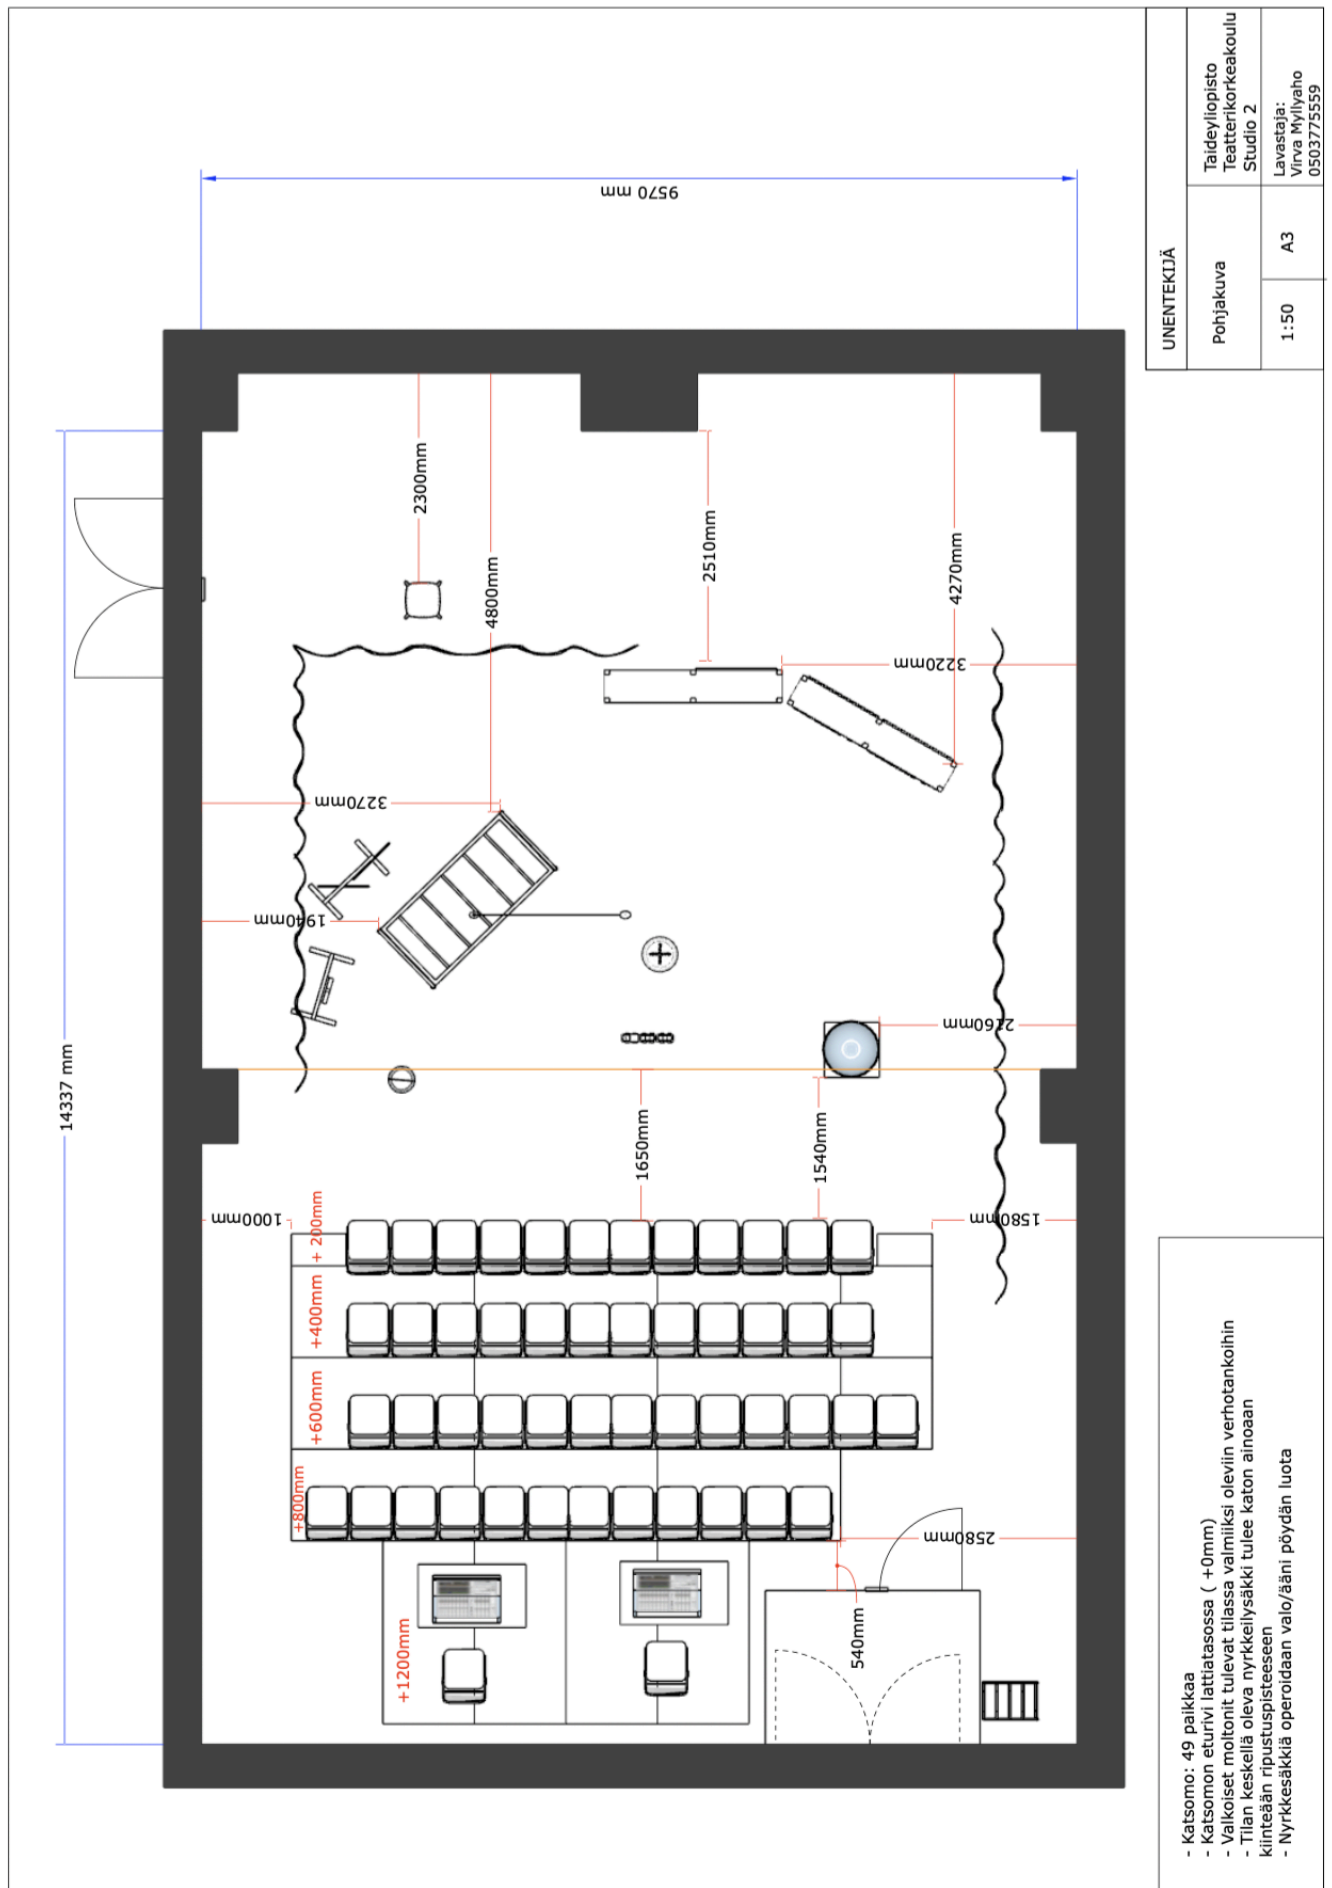 UNENTEKIJÄ
Pohjakuva
Taideyliopisto
Teatterikorkeakoulu
Studio 2
1:50
A3
Lavastaja:
Virva Myllyaho
0503775559
9570 mm
14337 mm
2300mm
4800mm
2510mm
4270mm
3220mm
3270mm
1940mm
2160mm
1650mm
1540mm
1000mm
1580mm
+ 200mm
+400mm
+600mm
+800mm
+1200mm
2580mm
540mm
- Katsomo: 49 paikkaa
- Katsomon eturivi lattiatasossa ( +0mm)
- Valkoiset moltonit tulevat tilassa valmiiksi oleviin verhotankoihin
- Tilan keskellä oleva nyrkkeilysäkki tulee katon ainoaan
kiinteään ripustuspisteeseen
- Nyrkkesäkkiä operoidaan valo/ääni pöydän luota